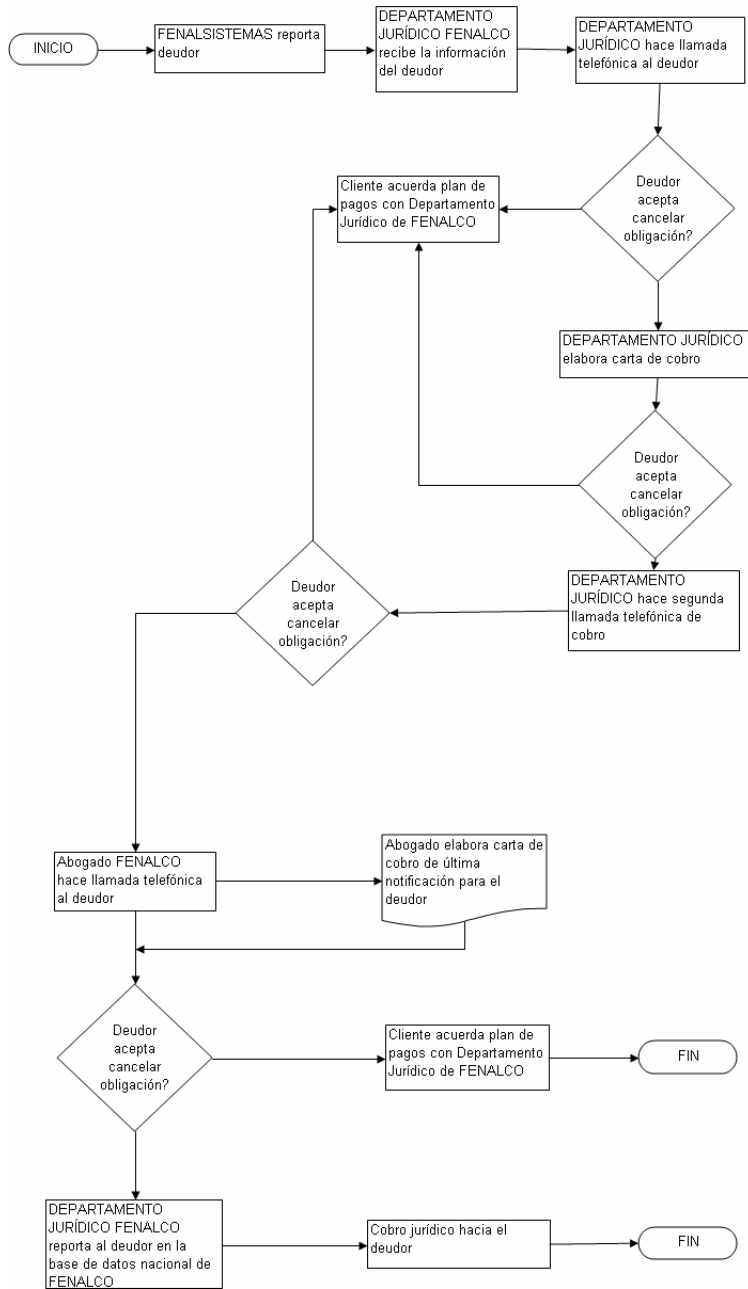 INICIO
FENALSISTEMAS reporta
deudor
DEPARTAMENTO
JURÍDICO FENALCO
recibe la información
del deudor
DEPARTAMENTO
JURÍDICO hace llamada
telefónica al deudor
Deudor
acepta
cancelar
obligación?
Cliente acuerda plan de
pagos con Departamento
Jurídico de FENALCO
DEPARTAMENTO JURÍDICO
elabora carta de cobro
Deudor
acepta
cancelar
obligación?
DEPARTAMENTO
JURÍDICO hace segunda
llamada telefónica de
cobro
Deudor
acepta
cancelar
obligación?
Abogado FENALCO
hace llamada telefónica
al deudor
Abogado elabora carta de
cobro de última
notificación para el
deudor
Deudor
acepta
cancelar
obligación?
Cliente acuerda plan de
pagos con Departamento
Jurídico de FENALCO
FIN
DEPARTAMENTO
JURÍDICO FENALCO
reporta al deudor en la
base de datos nacional de
FENALCO
Cobro jurídico hacia el
deudor
FIN